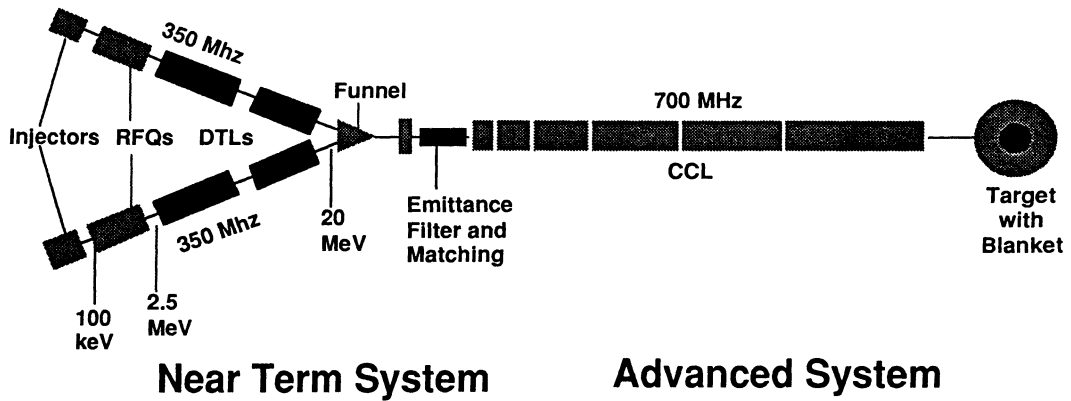 350 Mhz
Funnel
700 MHz
Injectors
RFQs
DTLs
CCL
Target
with
Blanket
Emittance
Filter and
Matching
20
MeV
350 Mhz
2.5
MeV
100
keV
Near Term System
Advanced System